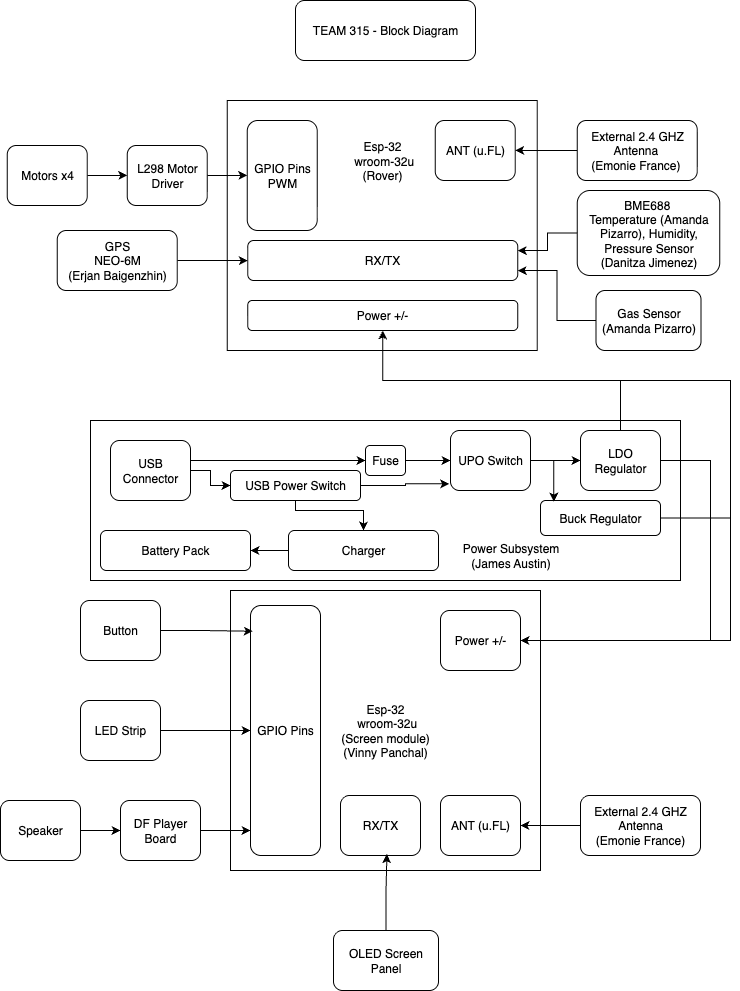 TEAM 315 - Block Diagram
Esp-32
wroom-32u
(Rover)
ANT (u.FL)
External 2.4 GHZ
Antenna
(Emonie France)
Motors x4
L298 Motor
Driver
GPIO Pins
PWM
BME688
Temperature (Amanda
Pizarro), Humidity,
Pressure Sensor
(Danitza Jimenez)
GPS
NEO-6M
(Erjan Baigenzhin)
RX/TX
Gas Sensor
(Amanda Pizarro)
Power +/-
USB
Connector
Fuse
UPO Switch
LDO
Regulator
USB Power Switch
Buck Regulator
Battery Pack
Charger
Power Subsystem
(James Austin)
Button
Power +/-
LED Strip
GPIO Pins
Esp-32
wroom-32u
(Screen module)
(Vinny Panchal)
Speaker
DF Player
Board
RX/TX
ANT (u.FL)
External 2.4 GHZ
Antenna
(Emonie France)
OLED Screen
Panel